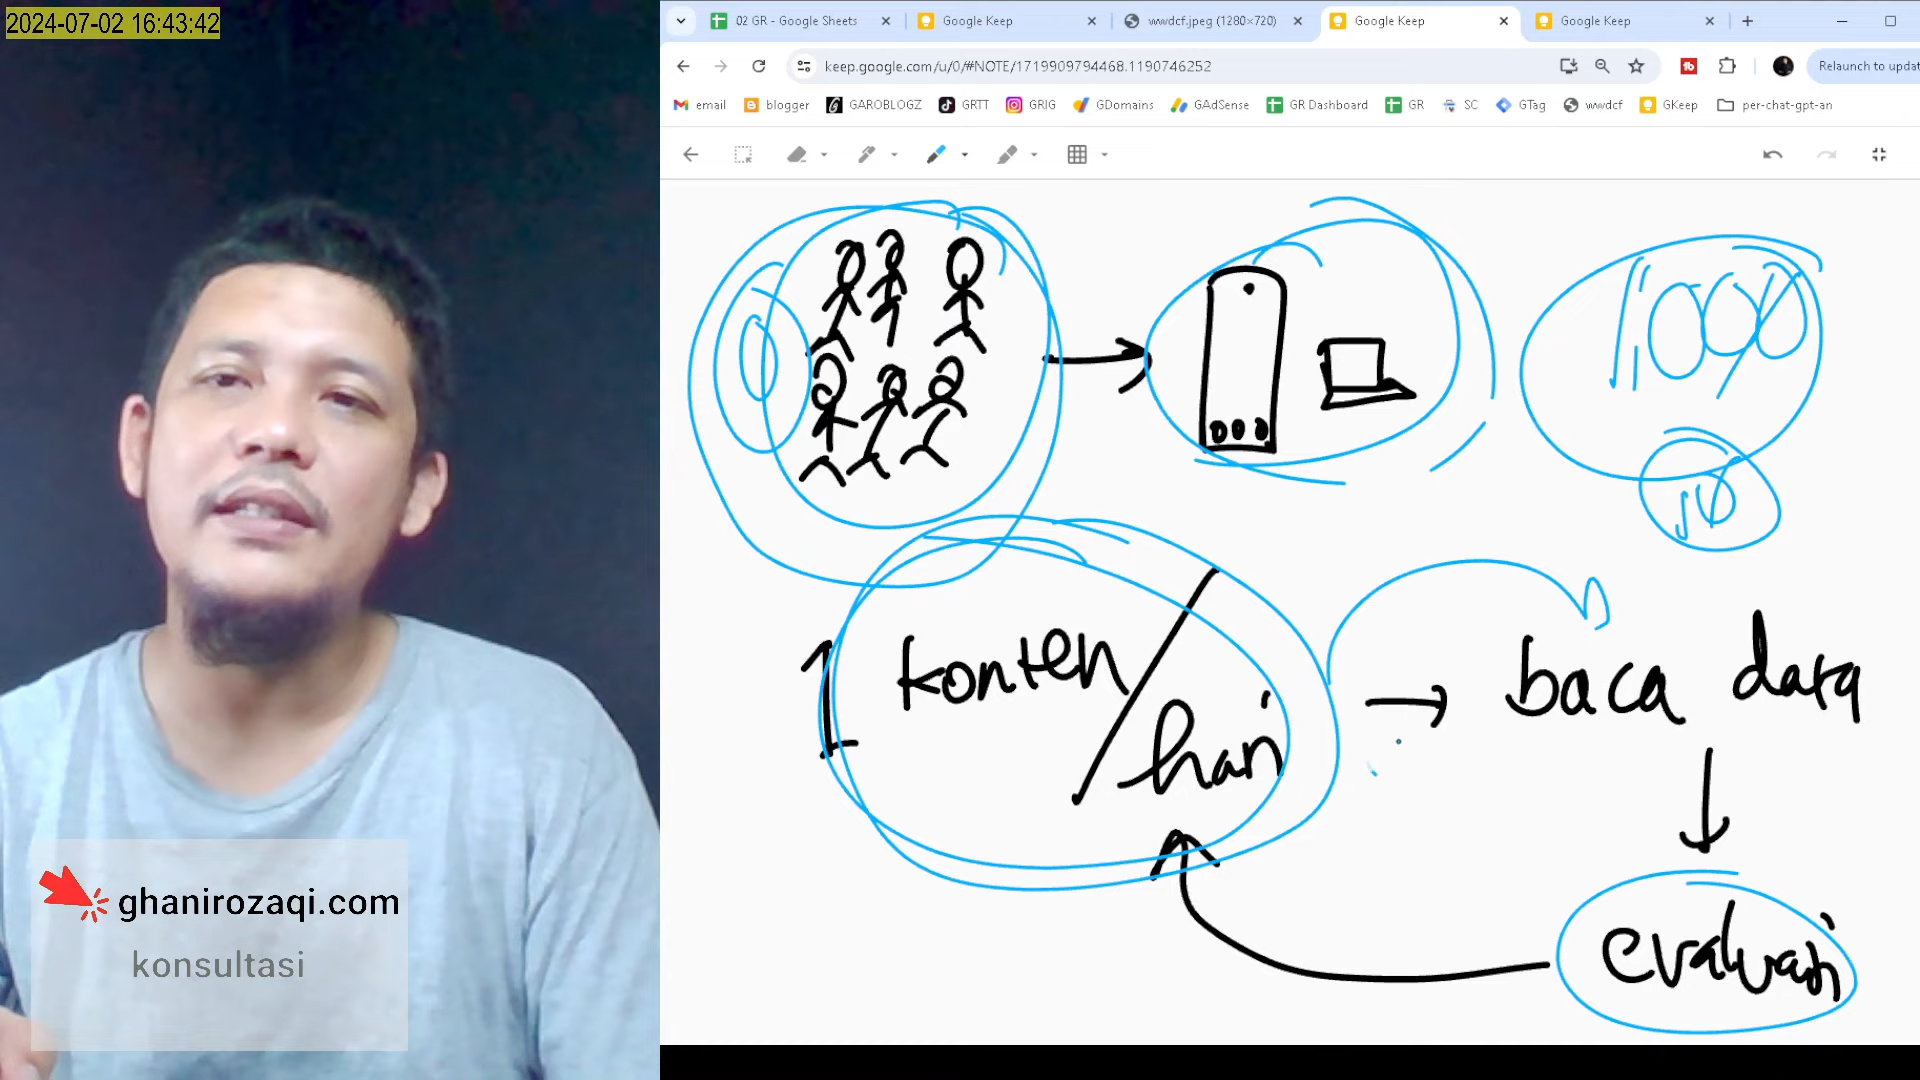 2024-07-02 16:43:42
02 GR - Google Sheets
Google Keep
wwdcf.jpeg (1280×720)
Google Keep
Google Keep
keep.google.com/u/0/#NOTE/1719909794468.1190746252
Relaunch to updat
email
blogger
GAROBLOGZ
GRTT
GRIG
GDomains
GAdSense
GR Dashboard
GR
SC
GTag
wwdcf
GKeep
per-chat-gpt-an
1,000
10
1 konten/
hari
baca data
evaluasi
ghanirozaqi.com
konsultasi